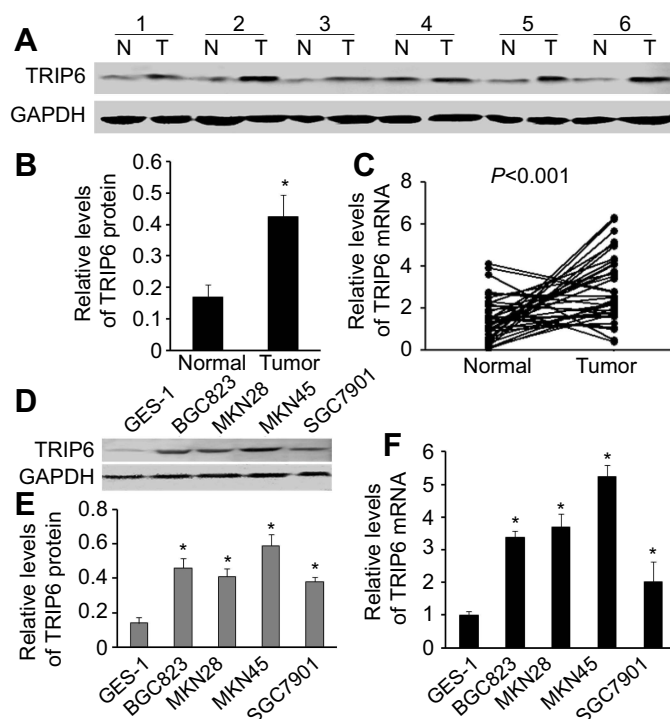 A
1 2 3 4 5 6
N T N T N T N T N T N T
TRIP6
GAPDH
B
Relative levels
of TRIP6 protein
0.6
0.5
0.4
0.3
0.2
0.1
0
*
Normal Tumor
C
P<0.001
Relative levels
of TRIP6 mRNA
8
6
4
2
0
Normal Tumor
D
GES-1 BGC823 MKN28 MKN45 SGC7901
TRIP6
GAPDH
E
Relative levels
of TRIP6 protein
0.8
0.6
0.4
0.2
0
* * * *
GES-1 BGC823 MKN28 MKN45 SGC7901
F
Relative levels
of TRIP6 mRNA
6
5
4
3
2
1
0
* * * *
GES-1 BGC823 MKN28 MKN45 SGC7901